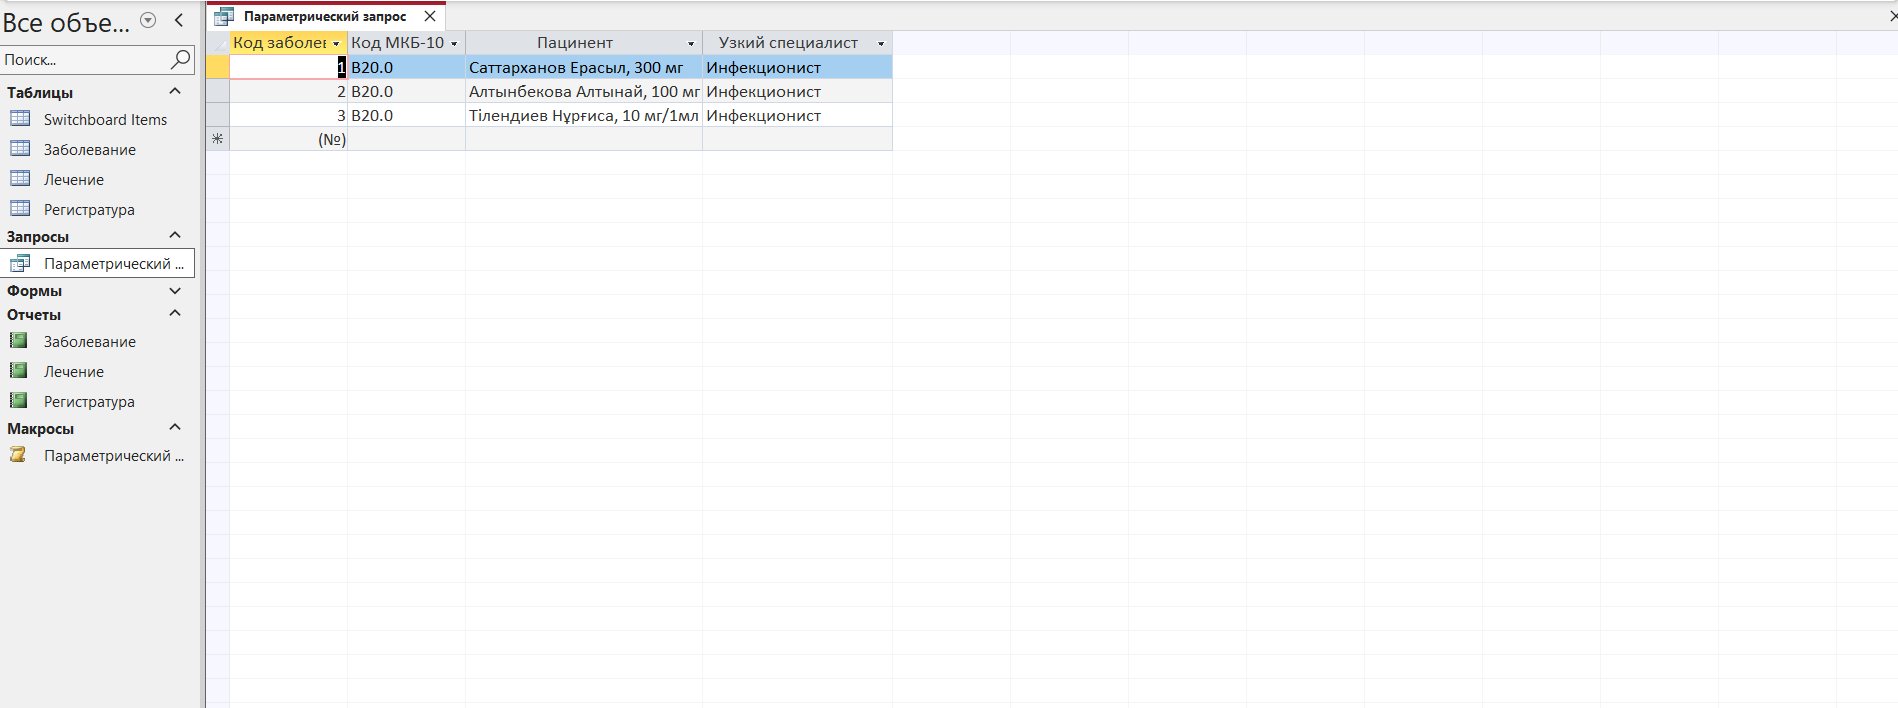 Все объе...
Поиск...
Таблицы
Switchboard Items
Заболевание
Лечение
Регистратура
Запросы
Параметрический ...
Формы
Отчеты
Заболевание
Лечение
Регистратура
Макросы
Параметрический ...
Параметрический запрос
Код заболев Код МКБ-10 Пацинент Узкий специалист
1 B20.0 Саттарханов Ерасыл, 300 мг Инфекционист
2 B20.0 Алтынбекова Алтынай, 100 мг Инфекционист
3 B20.0 Тілендиев Нұрғиса, 10 мг/1мл Инфекционист
(№)